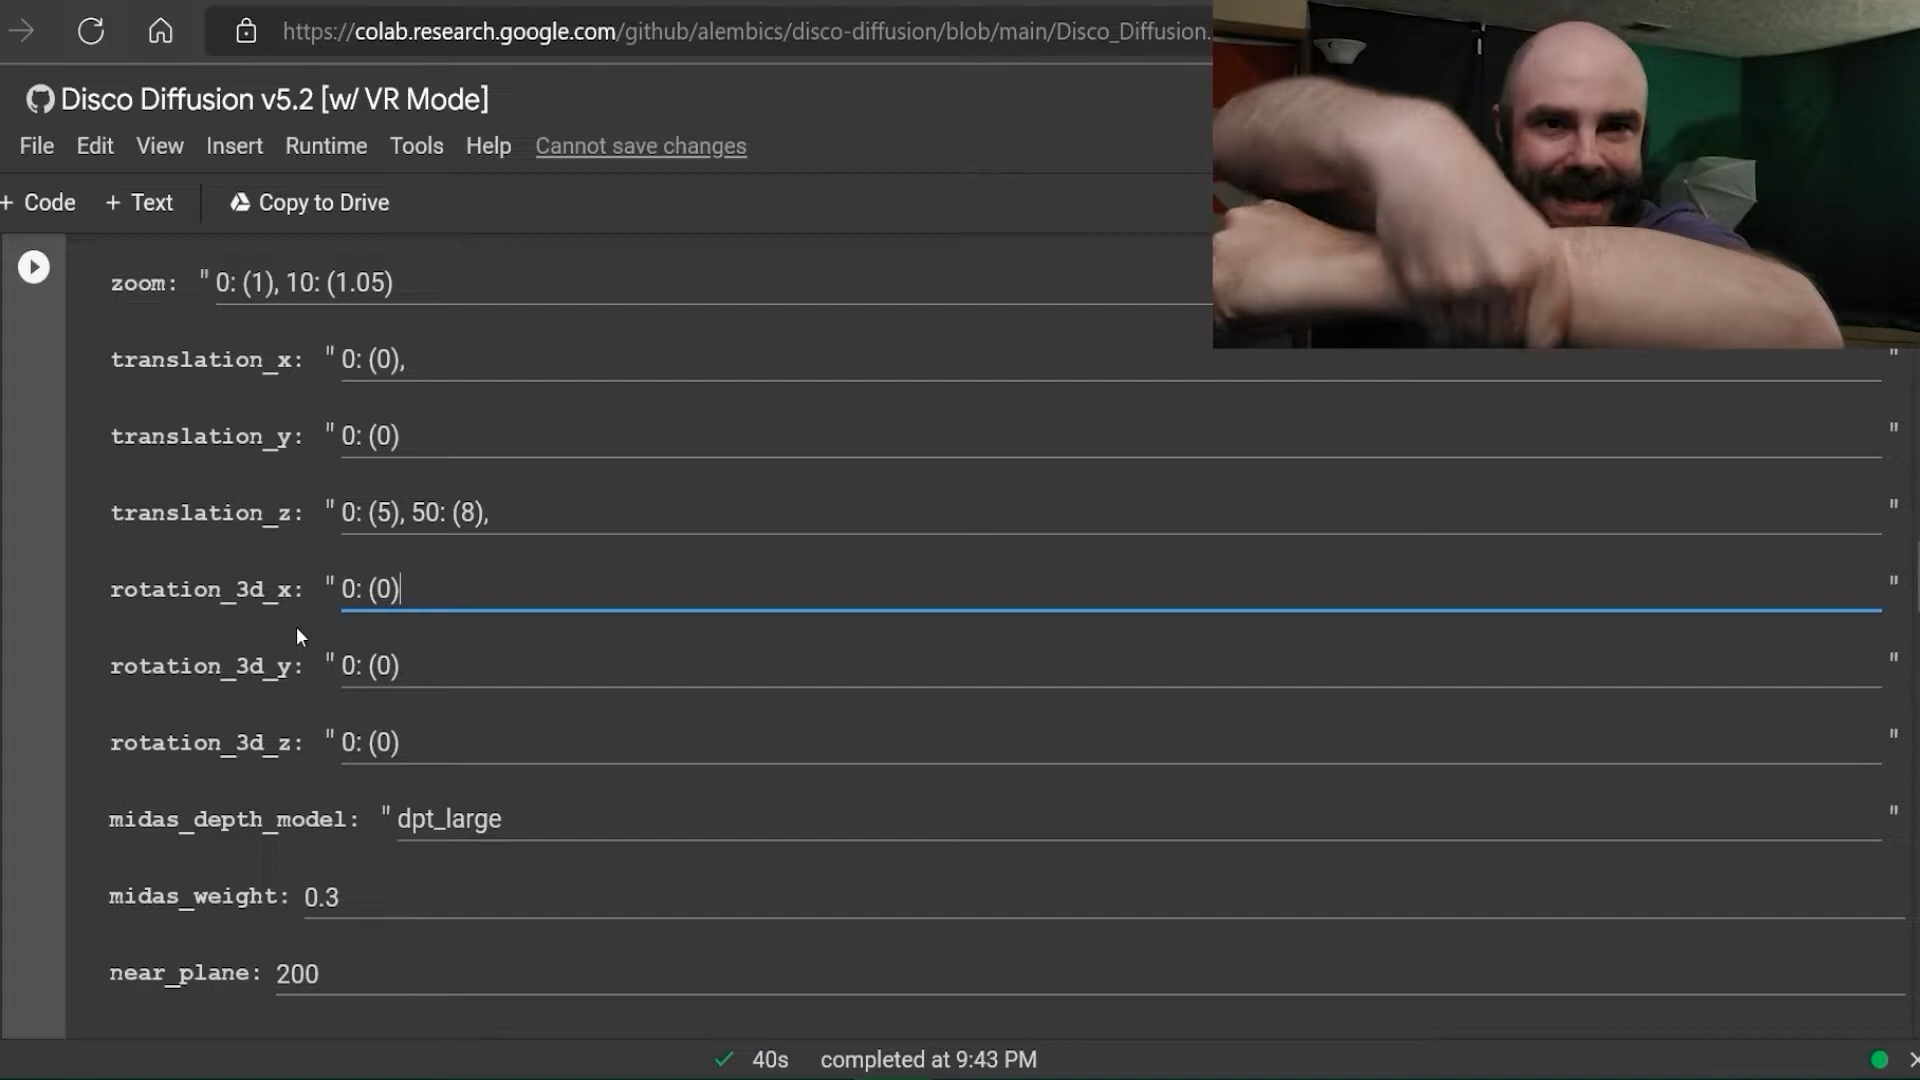 https://colab.research.google.com/github/alembics/disco-diffusion/blob/main/Disco_Diffusion.
Disco Diffusion v5.2 [w/ VR Mode]
File Edit View Insert Runtime Tools Help Cannot save changes
+ Code + Text Copy to Drive
zoom: " 0: (1), 10: (1.05)
translation_x: " 0: (0), "
translation_y: " 0: (0) "
translation_z: " 0: (5), 50: (8), "
rotation_3d_x: " 0: (0) "
rotation_3d_y: " 0: (0) "
rotation_3d_z: " 0: (0) "
midas_depth_model: " dpt_large "
midas_weight: 0.3
near_plane: 200
40s completed at 9:43 PM